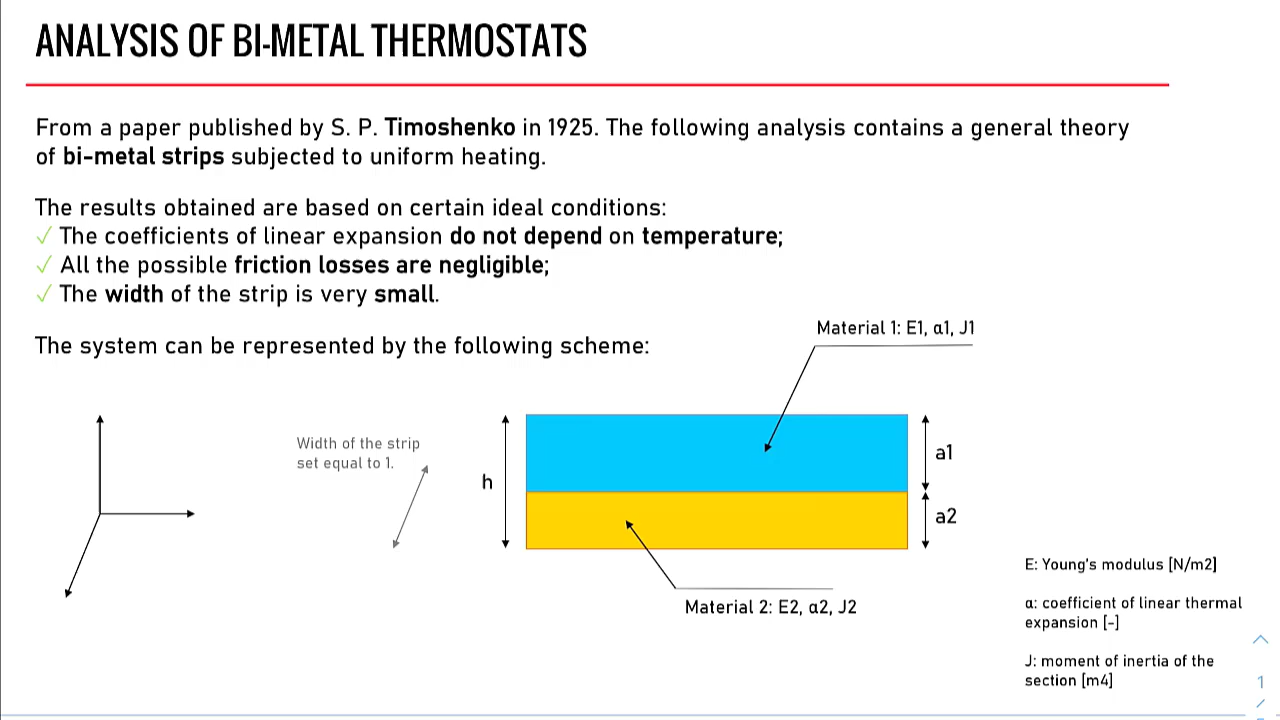 ANALYSIS OF BI-METAL THERMOSTATS
From a paper published by S. P. Timoshenko in 1925. The following analysis contains a general theory
of bi-metal strips subjected to uniform heating.
The results obtained are based on certain ideal conditions:
✓ The coefficients of linear expansion do not depend on temperature;
✓ All the possible friction losses are negligible;
✓ The width of the strip is very small.
The system can be represented by the following scheme:
Material 1: E1, α1, J1
Width of the strip
set equal to 1.
h
a1
a2
Material 2: E2, α2, J2
E: Young's modulus [N/m2]
α: coefficient of linear thermal
expansion [-]
J: moment of inertia of the
section [m4]
1
/